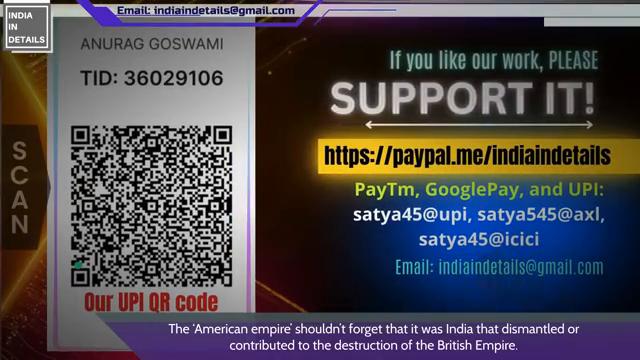 INDIA
IN
DETAILS
Email: indiaindetails@gmail.com
ANURAG GOSWAMI
TID: 36029106
SCAN
Our UPI QR code
If you like our work, PLEASE
SUPPORT IT!
https://paypal.me/indiaindetails
PayTm, GooglePay, and UPI:
satya45@upi, satya545@axl,
satya45@icici
Email: indiaindetails@gmail.com
The 'American empire' shouldn't forget that it was India that dismantled or
contributed to the destruction of the British Empire.